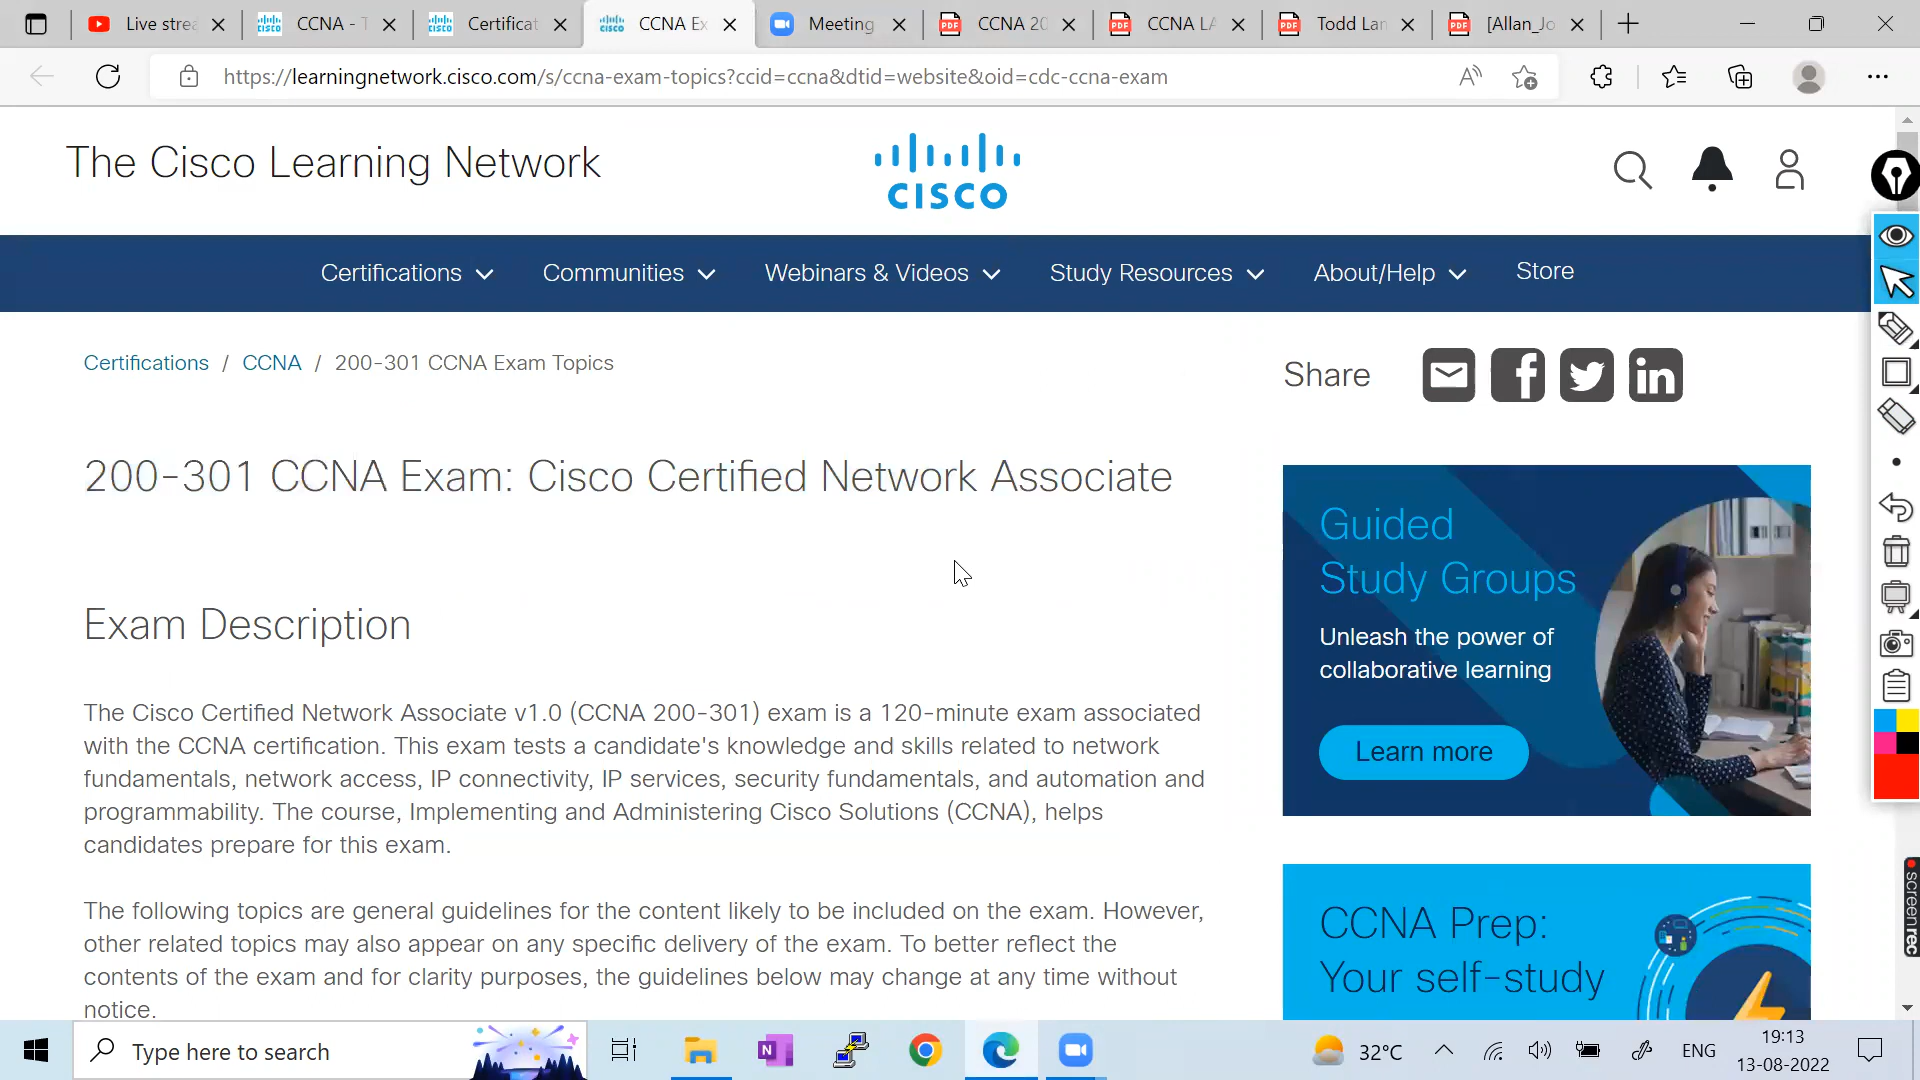 Live stre
CCNA - T
Certificat
CCNA Ex
Meeting
CCNA 20
CCNA LA
Todd Lan
[Allan_Jo
https://learningnetwork.cisco.com/s/ccna-exam-topics?ccid=ccna&dtid=website&oid=cdc-ccna-exam
The Cisco Learning Network
CISCO
Certifications
Communities
Webinars & Videos
Study Resources
About/Help
Store
Certifications / CCNA / 200-301 CCNA Exam Topics
Share
200-301 CCNA Exam: Cisco Certified Network Associate
Exam Description
The Cisco Certified Network Associate v1.0 (CCNA 200-301) exam is a 120-minute exam associated
with the CCNA certification. This exam tests a candidate's knowledge and skills related to network
fundamentals, network access, IP connectivity, IP services, security fundamentals, and automation and
programmability. The course, Implementing and Administering Cisco Solutions (CCNA), helps
candidates prepare for this exam.
The following topics are general guidelines for the content likely to be included on the exam. However,
other related topics may also appear on any specific delivery of the exam. To better reflect the
contents of the exam and for clarity purposes, the guidelines below may change at any time without
notice.
Guided
Study Groups
Unleash the power of
collaborative learning
Learn more
CCNA Prep:
Your self-study
screenrec
Type here to search
32°C
ENG
19:13
13-08-2022